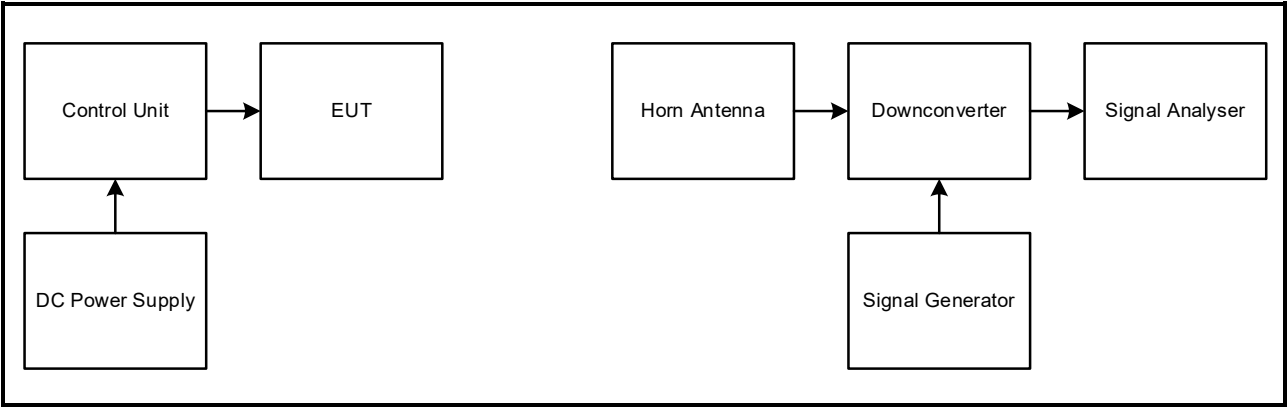 Control Unit
EUT
Horn Antenna
Downconverter
Signal Analyser
DC Power Supply
Signal Generator